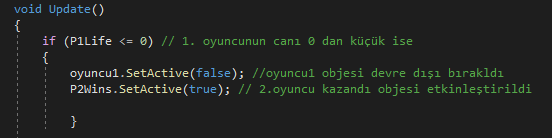 void Update()
{
if (P1Life <= 0) // 1. oyuncunun canı 0 dan küçük ise
{
oyuncu1.SetActive(false); //oyuncu1 objesi devre dışı bırakldı
P2Wins.SetActive(true); // 2.oyuncu kazandı objesi etkinleştirildi
}